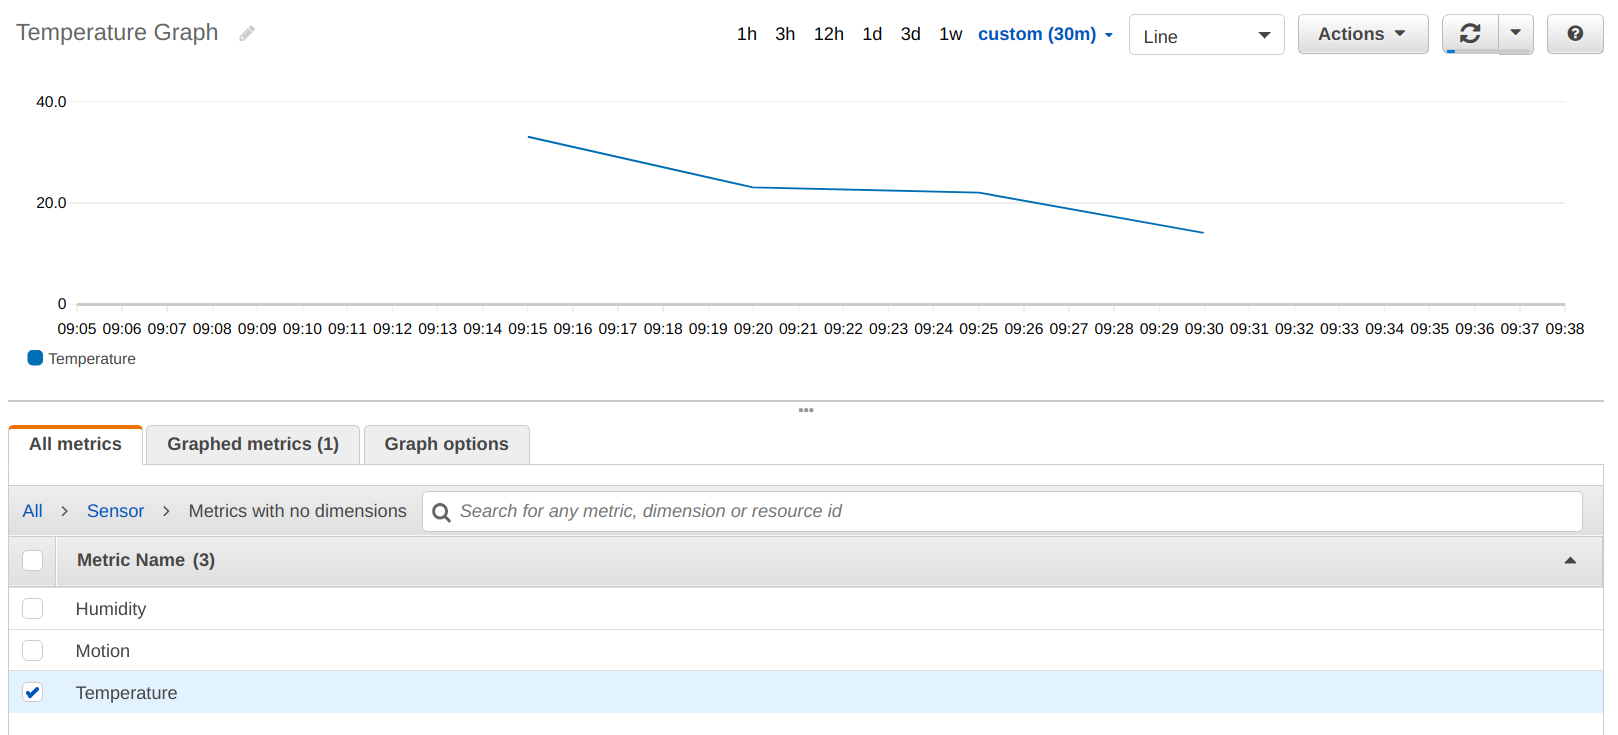 Temperature Graph
1h 3h 12h 1d 3d 1w custom (30m) Line Actions
40.0
20.0
0
09:05 09:06 09:07 09:08 09:09 09:10 09:11 09:12 09:13 09:14 09:15 09:16 09:17 09:18 09:19 09:20 09:21 09:22 09:23 09:24 09:25 09:26 09:27 09:28 09:29 09:30 09:31 09:32 09:33 09:34 09:35 09:36 09:37 09:38
Temperature
All metrics Graphed metrics (1) Graph options
All > Sensor > Metrics with no dimensions Search for any metric, dimension or resource id
Metric Name (3)
Humidity
Motion
Temperature